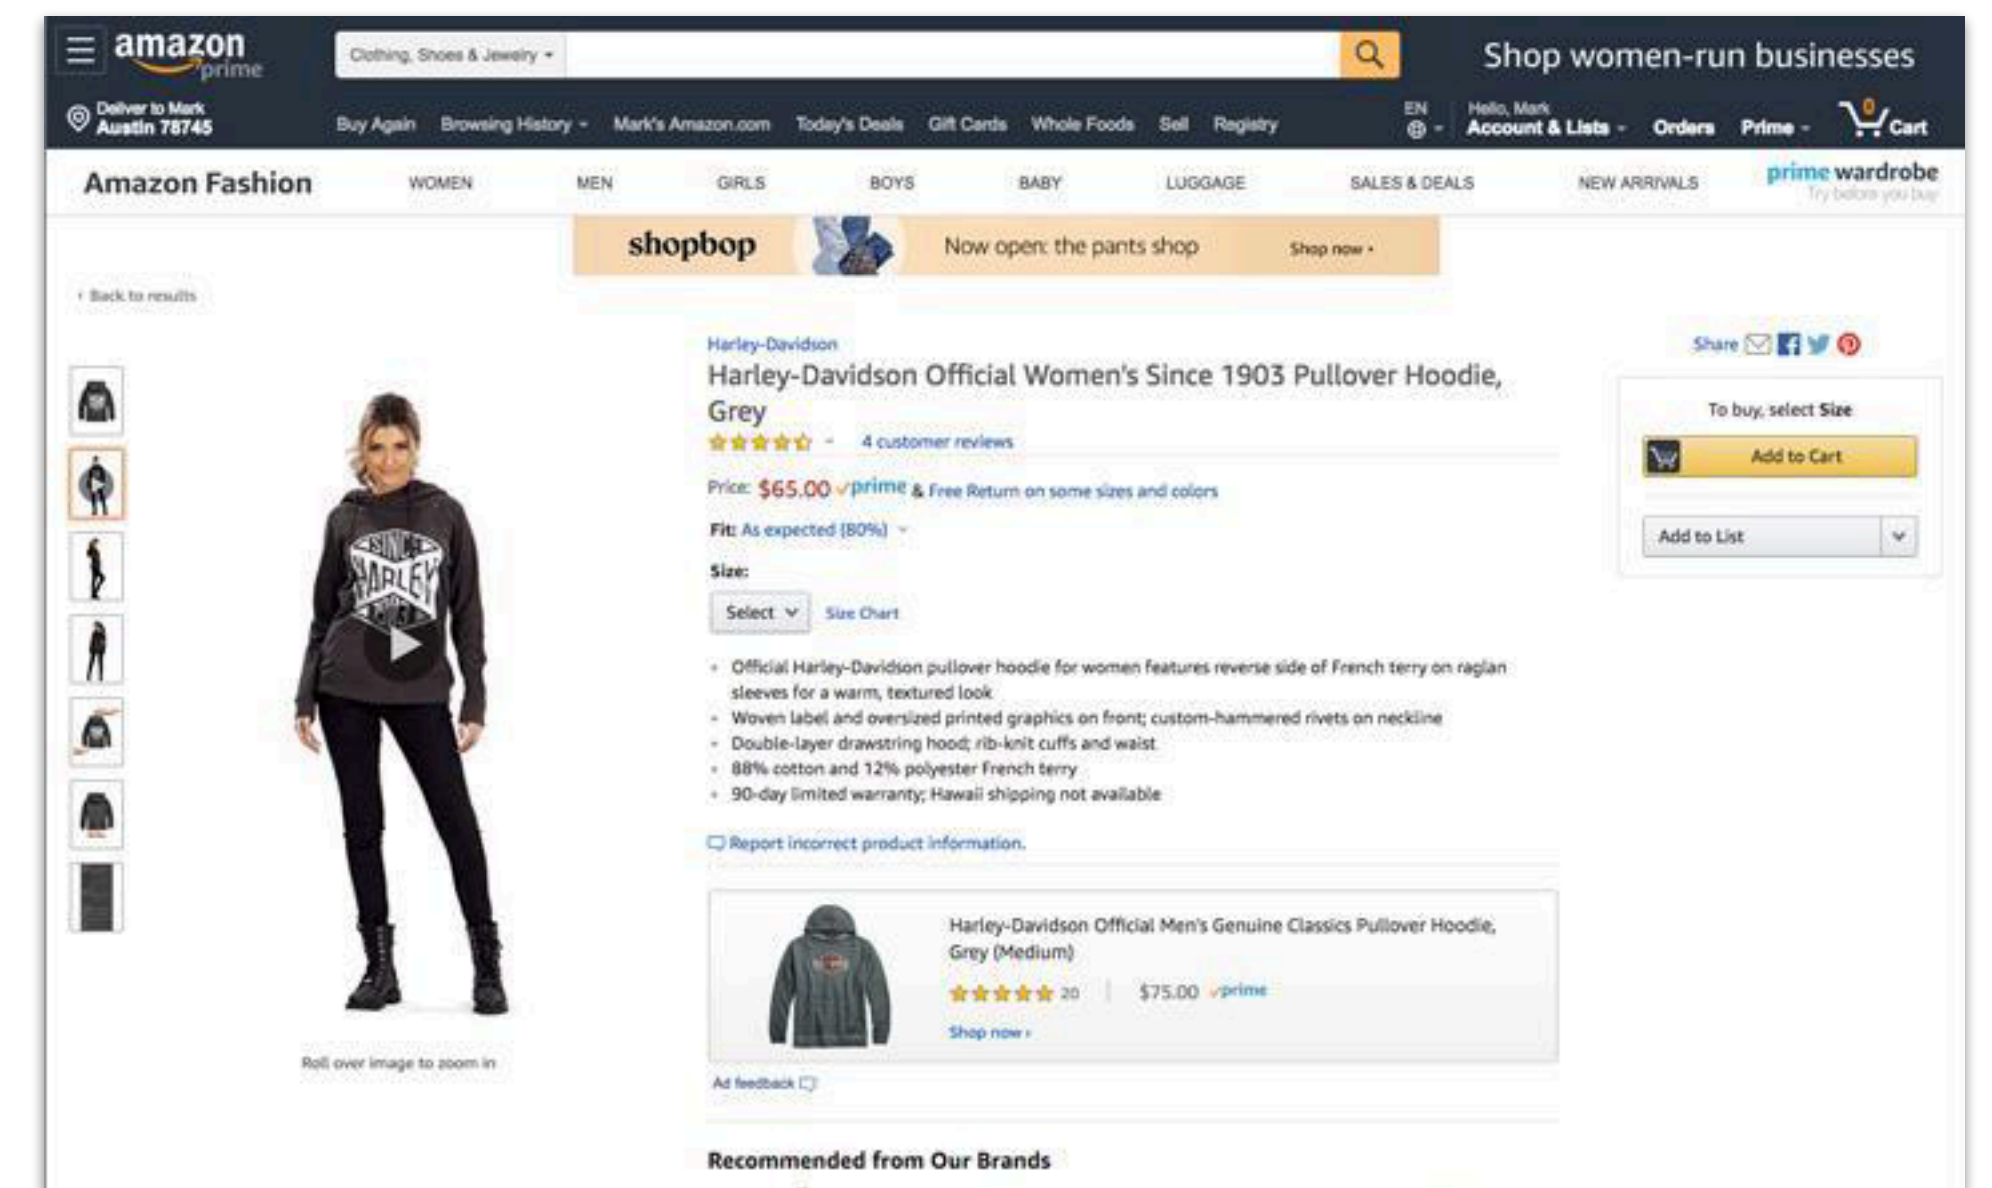 amazon
prime
Clothing, Shoes & Jewelry
Shop women-run businesses
Deliver to Mark
Austin 78745
Buy Again Browsing History Mark's Amazon.com Today's Deals Gift Cards Whole Foods Sell Registry
EN
Hello, Mark
Account & Lists Orders Prime 0 Cart
Amazon Fashion WOMEN MEN GIRLS BOYS BABY LUGGAGE SALES & DEALS NEW ARRIVALS
prime wardrobe
Try before you buy
shopbop Now open: the pants shop Shop now
‹ Back to results
Harley-Davidson
Harley-Davidson Official Women's Since 1903 Pullover Hoodie,
Grey
4 customer reviews
Price: $65.00 prime & Free Return on some sizes and colors
Fit: As expected (80%)
Size:
Select Size Chart
• Official Harley-Davidson pullover hoodie for women features reverse side of French terry on raglan
sleeves for a warm, textured look
• Woven label and oversized printed graphics on front; custom-hammered rivets on neckline
• Double-layer drawstring hood; rib-knit cuffs and waist
• 88% cotton and 12% polyester French terry
• 90-day limited warranty; Hawaii shipping not available
Report incorrect product information.
Harley-Davidson Official Men's Genuine Classics Pullover Hoodie,
Grey (Medium)
20 | $75.00 prime
Shop now ›
Ad feedback
Recommended from Our Brands
Share
To buy, select Size
Add to Cart
Add to List
SINCE
HARLEY
Roll over image to zoom in